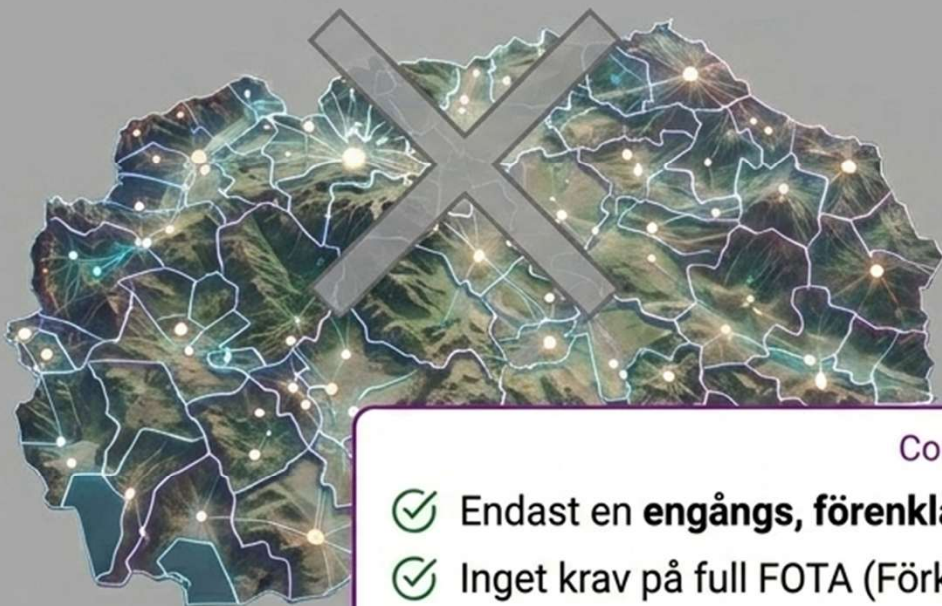 Co
Endast en engångs, förenkla
Inget krav på full FOTA (Förk